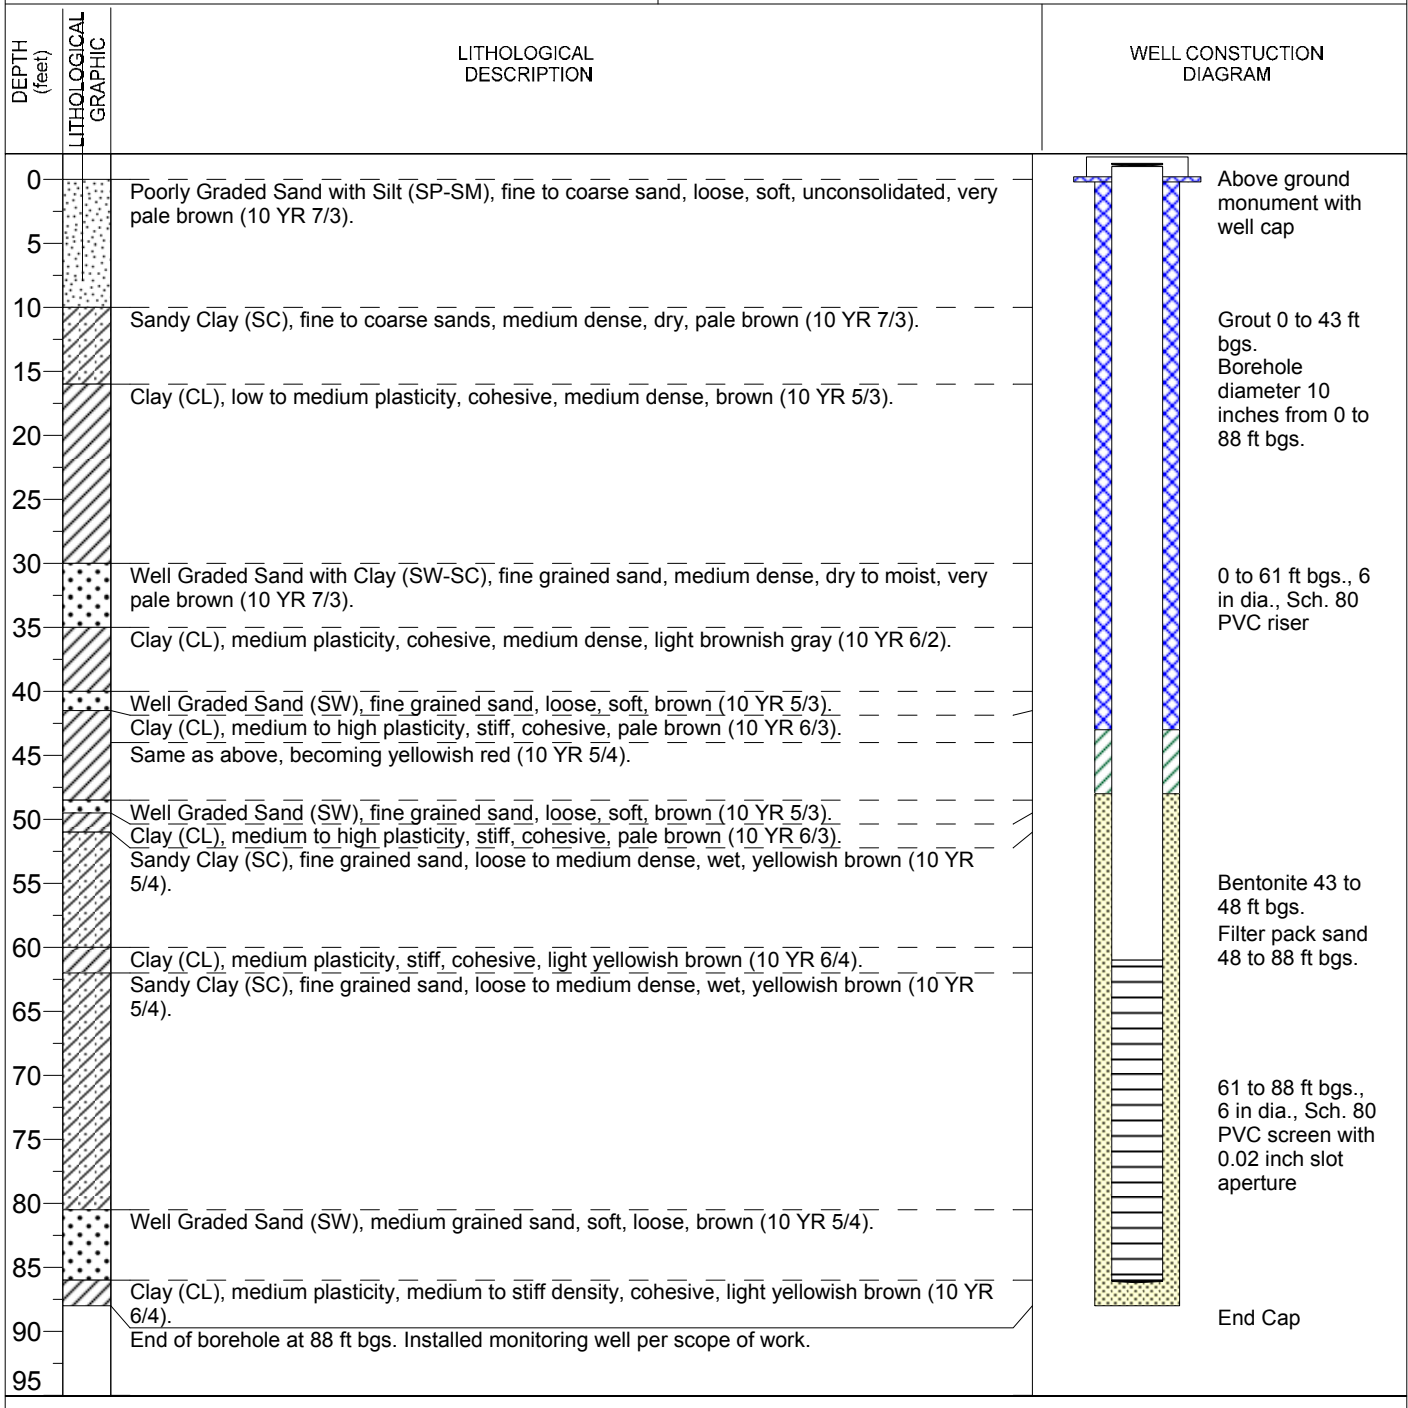 DEPTH
(feet)
LITHOLOGICAL
GRAPHIC
LITHOLOGICAL
DESCRIPTION
WELL CONSTUCTION
DIAGRAM
0
5
10
15
20
25
30
35
40
45
50
55
60
65
70
75
80
85
90
95
Poorly Graded Sand with Silt (SP-SM), fine to coarse sand, loose, soft, unconsolidated, very
pale brown (10 YR 7/3).
Sandy Clay (SC), fine to coarse sands, medium dense, dry, pale brown (10 YR 7/3).
Clay (CL), low to medium plasticity, cohesive, medium dense, brown (10 YR 5/3).
Well Graded Sand with Clay (SW-SC), fine grained sand, medium dense, dry to moist, very
pale brown (10 YR 7/3).
Clay (CL), medium plasticity, cohesive, medium dense, light brownish gray (10 YR 6/2).
Well Graded Sand (SW), fine grained sand, loose, soft, brown (10 YR 5/3).
Clay (CL), medium to high plasticity, stiff, cohesive, pale brown (10 YR 6/3).
Same as above, becoming yellowish red (10 YR 5/4).
Well Graded Sand (SW), fine grained sand, loose, soft, brown (10 YR 5/3).
Clay (CL), medium to high plasticity, stiff, cohesive, pale brown (10 YR 6/3).
Sandy Clay (SC), fine grained sand, loose to medium dense, wet, yellowish brown (10 YR
5/4).
Clay (CL), medium plasticity, stiff, cohesive, light yellowish brown (10 YR 6/4).
Sandy Clay (SC), fine grained sand, loose to medium dense, wet, yellowish brown (10 YR
5/4).
Well Graded Sand (SW), medium grained sand, soft, loose, brown (10 YR 5/4).
Clay (CL), medium plasticity, medium to stiff density, cohesive, light yellowish brown (10 YR
6/4).
End of borehole at 88 ft bgs. Installed monitoring well per scope of work.
Above ground
monument with
well cap
Grout 0 to 43 ft
bgs.
Borehole
diameter 10
inches from 0 to
88 ft bgs.
0 to 61 ft bgs., 6
in dia., Sch. 80
PVC riser
Bentonite 43 to
48 ft bgs.
Filter pack sand
48 to 88 ft bgs.
61 to 88 ft bgs.,
6 in dia., Sch. 80
PVC screen with
0.02 inch slot
aperture
End Cap